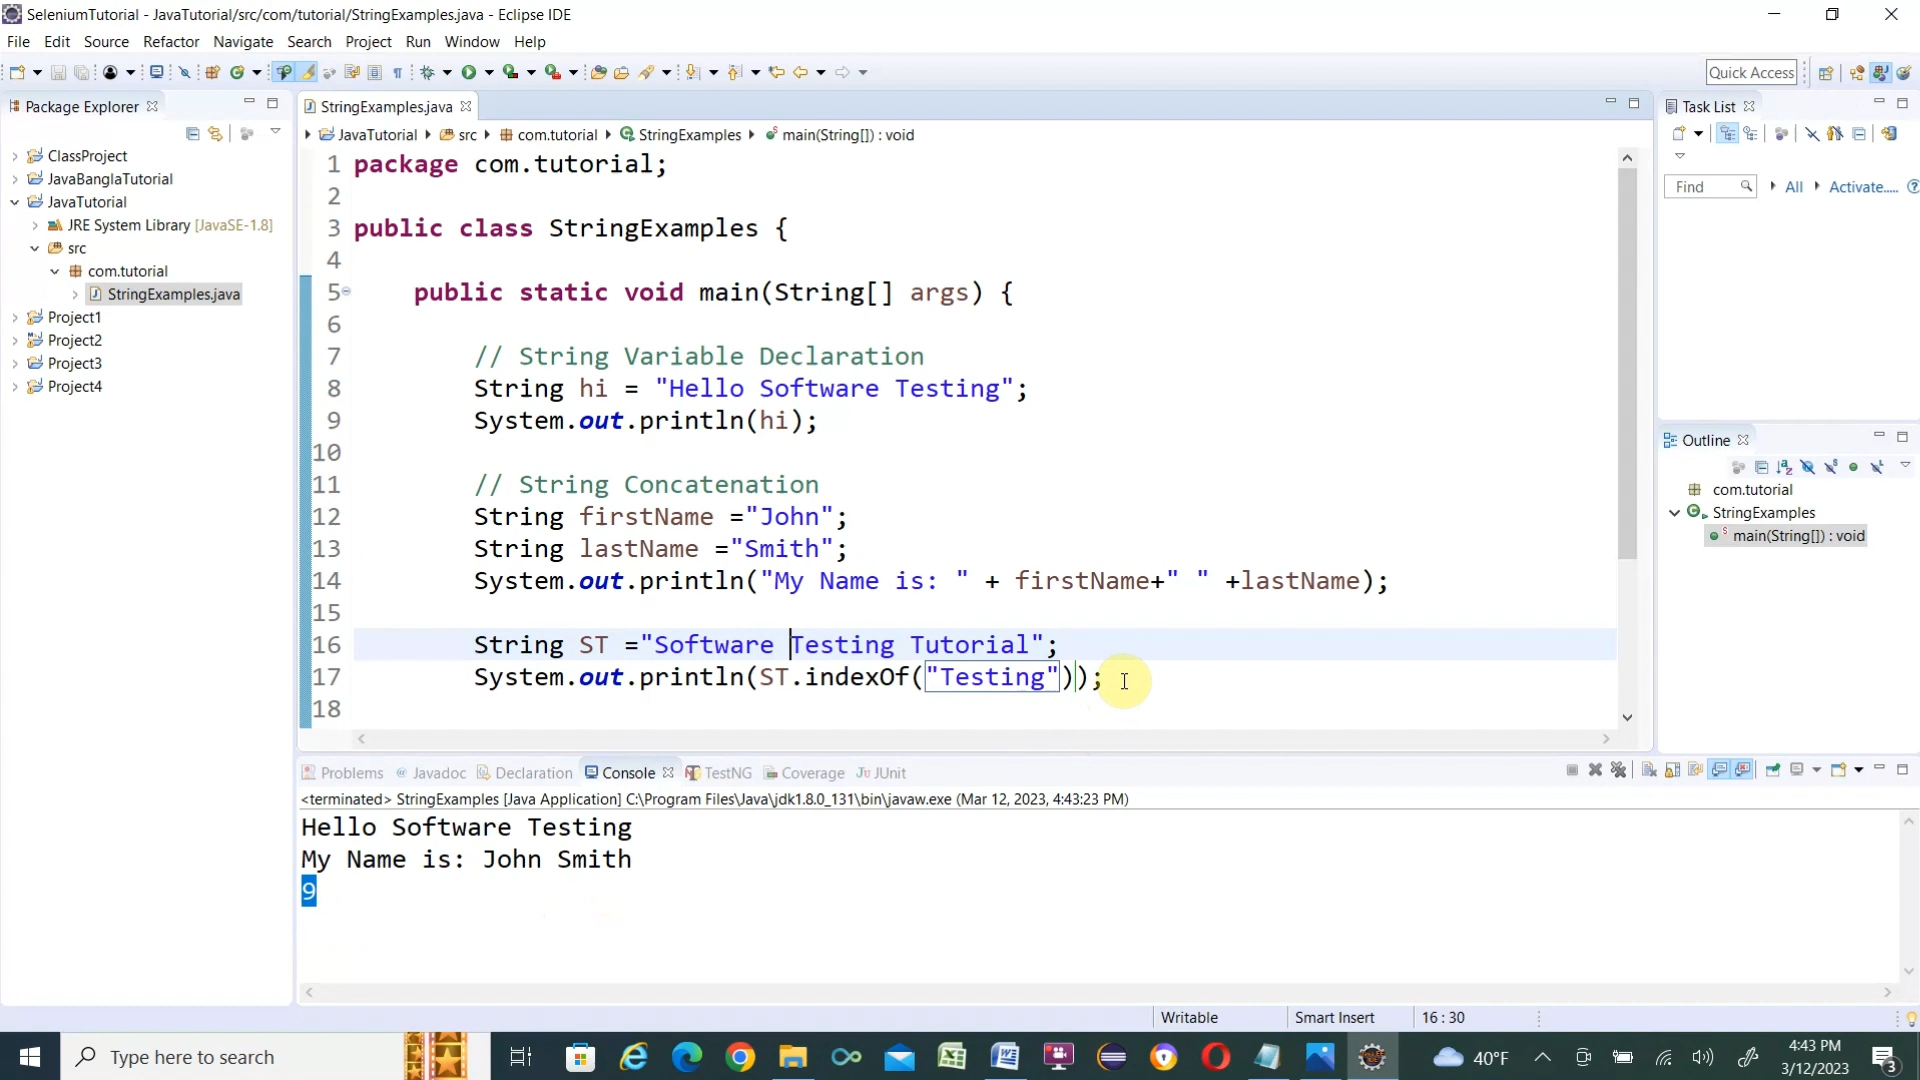 SeleniumTutorial - JavaTutorial/src/com/tutorial/StringExamples.java - Eclipse IDE
File Edit Source Refactor Navigate Search Project Run Window Help
Quick Access
Package Explorer
ClassProject
JavaBanglaTutorial
JavaTutorial
JRE System Library [JavaSE-1.8]
src
com.tutorial
StringExamples.java
Project1
Project2
Project3
Project4
StringExamples.java
JavaTutorial src com.tutorial StringExamples main(String[]) : void
1 package com.tutorial;
2
3 public class StringExamples {
4
5 public static void main(String[] args) {
6
7 // String Variable Declaration
8 String hi = "Hello Software Testing";
9 System.out.println(hi);
10
11 // String Concatenation
12 String firstName ="John";
13 String lastName ="Smith";
14 System.out.println("My Name is: " + firstName+" " +lastName);
15
16 String ST ="Software Testing Tutorial";
17 System.out.println(ST.indexOf("Testing"));
18
Task List
Find All Activate....
Outline
com.tutorial
StringExamples
main(String[]) : void
Problems Javadoc Declaration Console TestNG Coverage JUnit
<terminated> StringExamples [Java Application] C:\Program Files\Java\jdk1.8.0_131\bin\javaw.exe (Mar 12, 2023, 4:43:23 PM)
Hello Software Testing
My Name is: John Smith
9
Writable Smart Insert 16 : 30
Type here to search
40°F
4:43 PM
3/12/2023
3